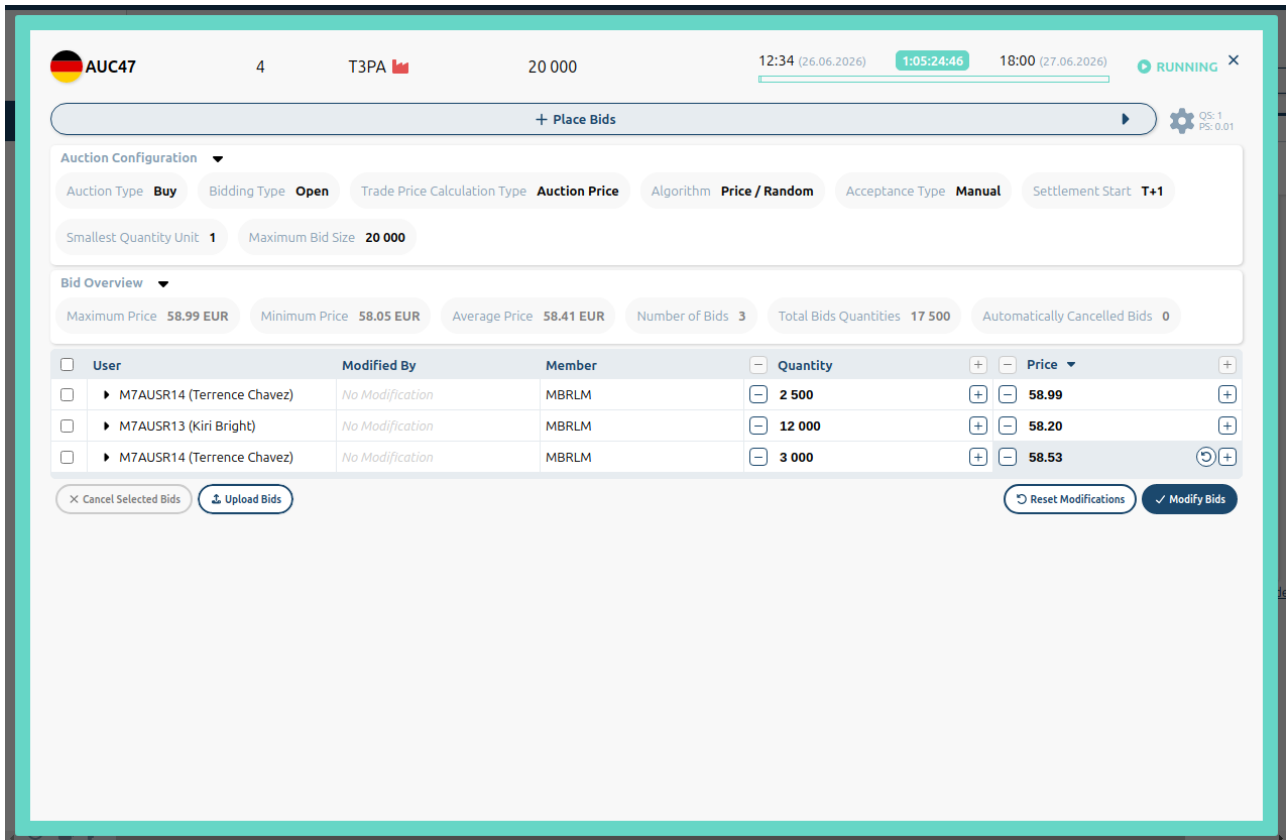 AUC47 4 T3PA 20 000 12:34 (26.06.2026) 1:05:24:46 18:00 (27.06.2026) RUNNING
+ Place Bids
QS: 1
PS: 0.01
Auction Configuration
Auction Type Buy Bidding Type Open Trade Price Calculation Type Auction Price Algorithm Price / Random Acceptance Type Manual Settlement Start T+1
Smallest Quantity Unit 1 Maximum Bid Size 20 000
Bid Overview
Maximum Price 58.99 EUR Minimum Price 58.05 EUR Average Price 58.41 EUR Number of Bids 3 Total Bids Quantities 17 500 Automatically Cancelled Bids 0
User Modified By Member Quantity Price
M7AUSR14 (Terrence Chavez) No Modification MBRLM 2 500 58.99
M7AUSR13 (Kiri Bright) No Modification MBRLM 12 000 58.20
M7AUSR14 (Terrence Chavez) No Modification MBRLM 3 000 58.53
Cancel Selected Bids Upload Bids Reset Modifications Modify Bids